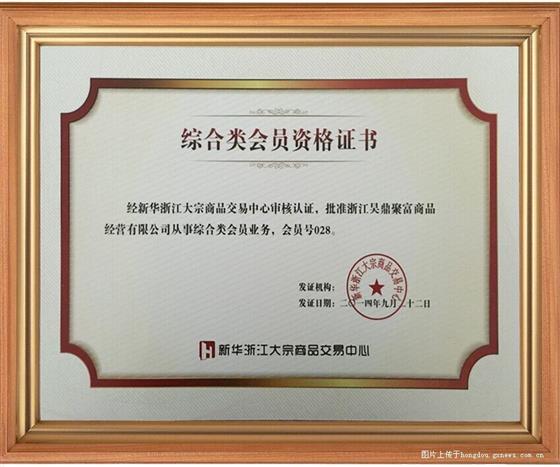 综合类会员资格证书
经新华浙江大宗商品交易中心审核认证，批准浙江吴鼎聚富商品
经营有限公司从事综合类会员业务，会员号028。
新华浙江大宗商品交易中心
发证机构：
发证日期：二〇一四年九月二十二日
新华浙江大宗商品交易中心
图片上传于hongdou.gxnews.com.cn